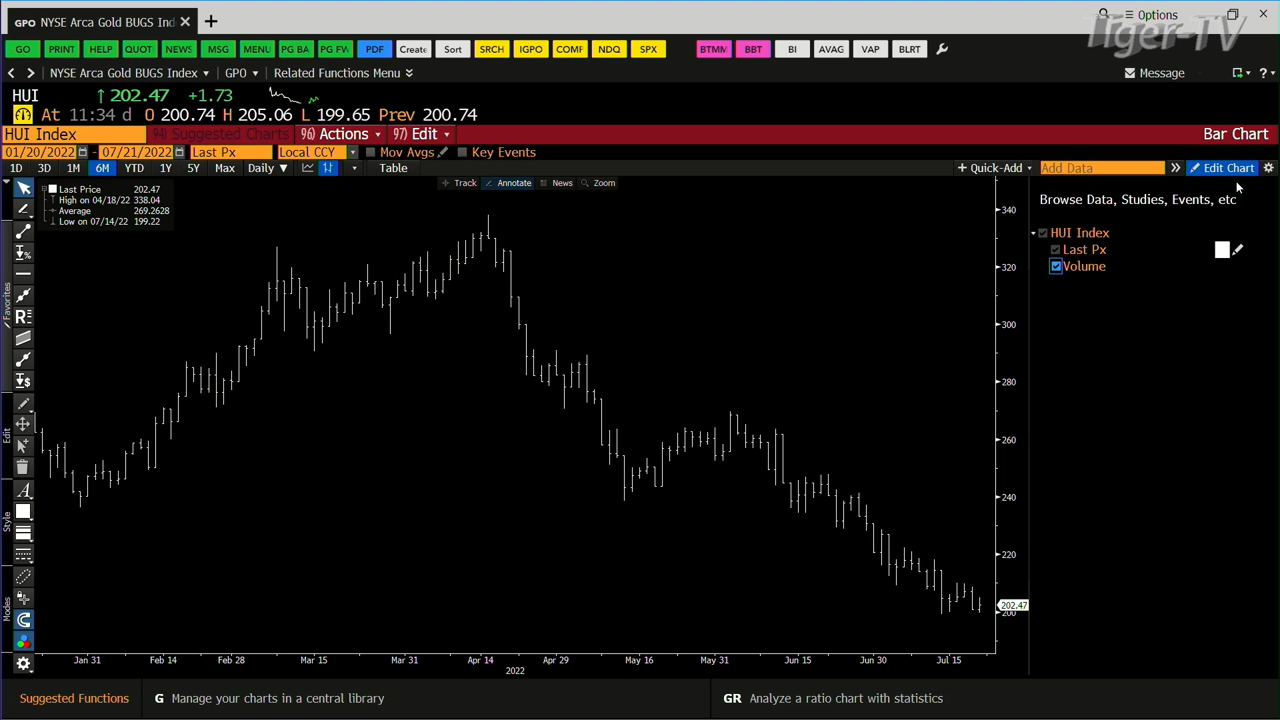 GPO NYSE Arca Gold BUGS Ind × +
Options
Tiger-TV
GO PRINT HELP QUOT NEWS MSG MENU PG BA PG FW PDF Create Sort SRCH IGPO COMF NDQ SPX BTMM BBT BI AVAG VAP BLRT
NYSE Arca Gold BUGS Index GPO Related Functions Menu Message ?
HUI ↑ 202.47 +1.73
At 11:34 d O 200.74 H 205.06 L 199.65 Prev 200.74
HUI Index 94) Suggested Charts 96) Actions 97) Edit Bar Chart
01/20/2022 - 07/21/2022 Last Px Local CCY Mov Avgs Key Events
1D 3D 1M 6M YTD 1Y 5Y Max Daily ▼ Table + Quick-Add Add Data » Edit Chart
Track Annotate News Zoom
Last Price 202.47
High on 04/18/22 338.04
Average 269.2628
Low on 07/14/22 199.22
Browse Data, Studies, Events, etc
HUI Index
Last Px
Volume
Favorites
Edit
Style
Modes
340
320
300
280
260
240
220
202.47
200
Jan 31 Feb 14 Feb 28 Mar 15 Mar 31 Apr 14 Apr 29 May 16 May 31 Jun 15 Jun 30 Jul 15
2022
Suggested Functions G Manage your charts in a central library GR Analyze a ratio chart with statistics